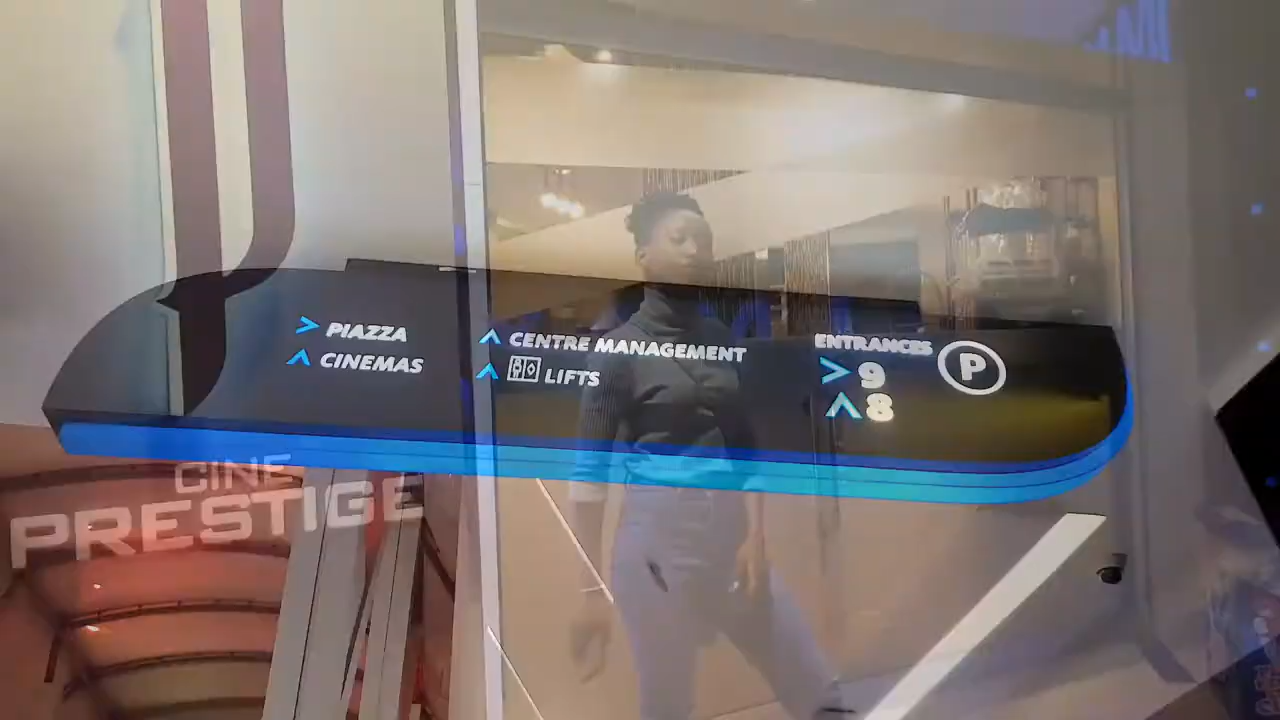 > PIAZZA
^ CINEMAS
^ CENTRE MANAGEMENT
^ LIFTS
ENTRANCES P
> 9
^ 8
CINE
PRESTIGE